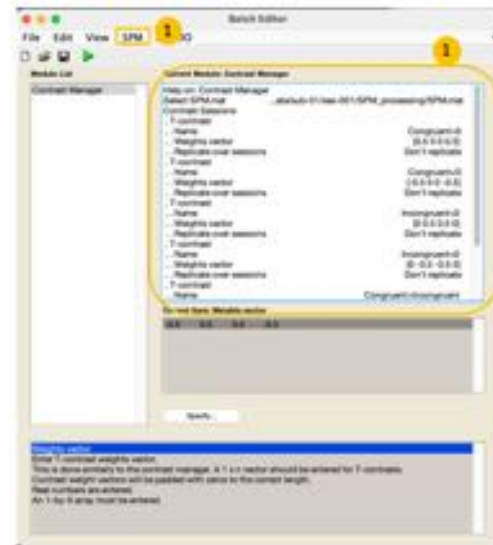 Batch Editor
File Edit View SPM
1
1
Module List
Current Module: Contrast Manager
Contrast Manager
Help on: Contrast Manager
Select SPM.mat
/SPM_processing/SPM.mat
Contrast Sessions
. T-contrast
. . Name Congruent>0
. . Weights vector
. . Replicate over sessions Don't replicate
. T-contrast
. . Name Congruent<0
. . Weights vector
. . Replicate over sessions Don't replicate
. T-contrast
. . Name Incongruent>0
. . Weights vector
. . Replicate over sessions Don't replicate
. T-contrast
. . Name Incongruent<0
. . Weights vector
. . Replicate over sessions Don't replicate
. T-contrast
. . Name
Current Item: Weights vector
Specify...
Weights vector
Enter T-contrast weights vector.
This is done similarly to the contrast manager. A 1 x n vector should be entered for T-contrasts.
Contrast weight vectors will be padded with zeros to the correct length.
Real numbers are entered.
An 1-by-X array must be entered.